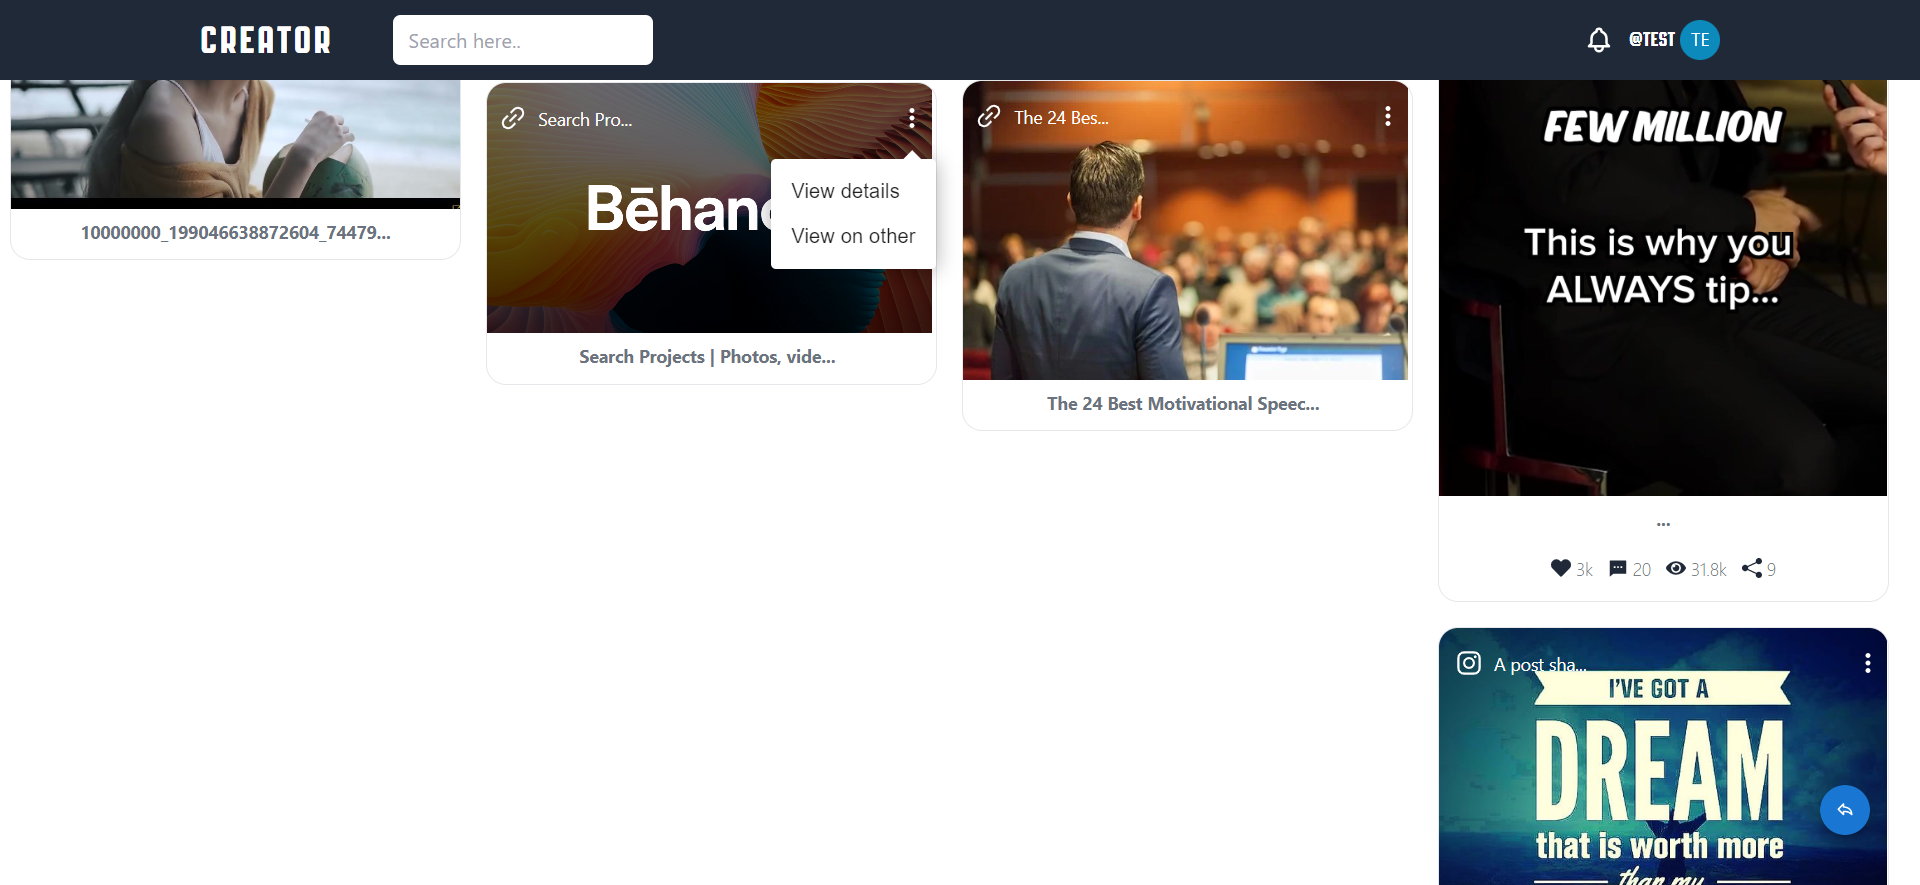 CREATOR
Search here..
@TEST
TE
10000000_199046638872604_74479...
Search Pro...
View details
View on other
Search Projects | Photos, vide...
The 24 Bes...
The 24 Best Motivational Speec...
FEW MILLION
This is why you
ALWAYS tip...
...
3k
20
31.8k
9
A post sha...
I'VE GOT A
DREAM
that is worth more
than my